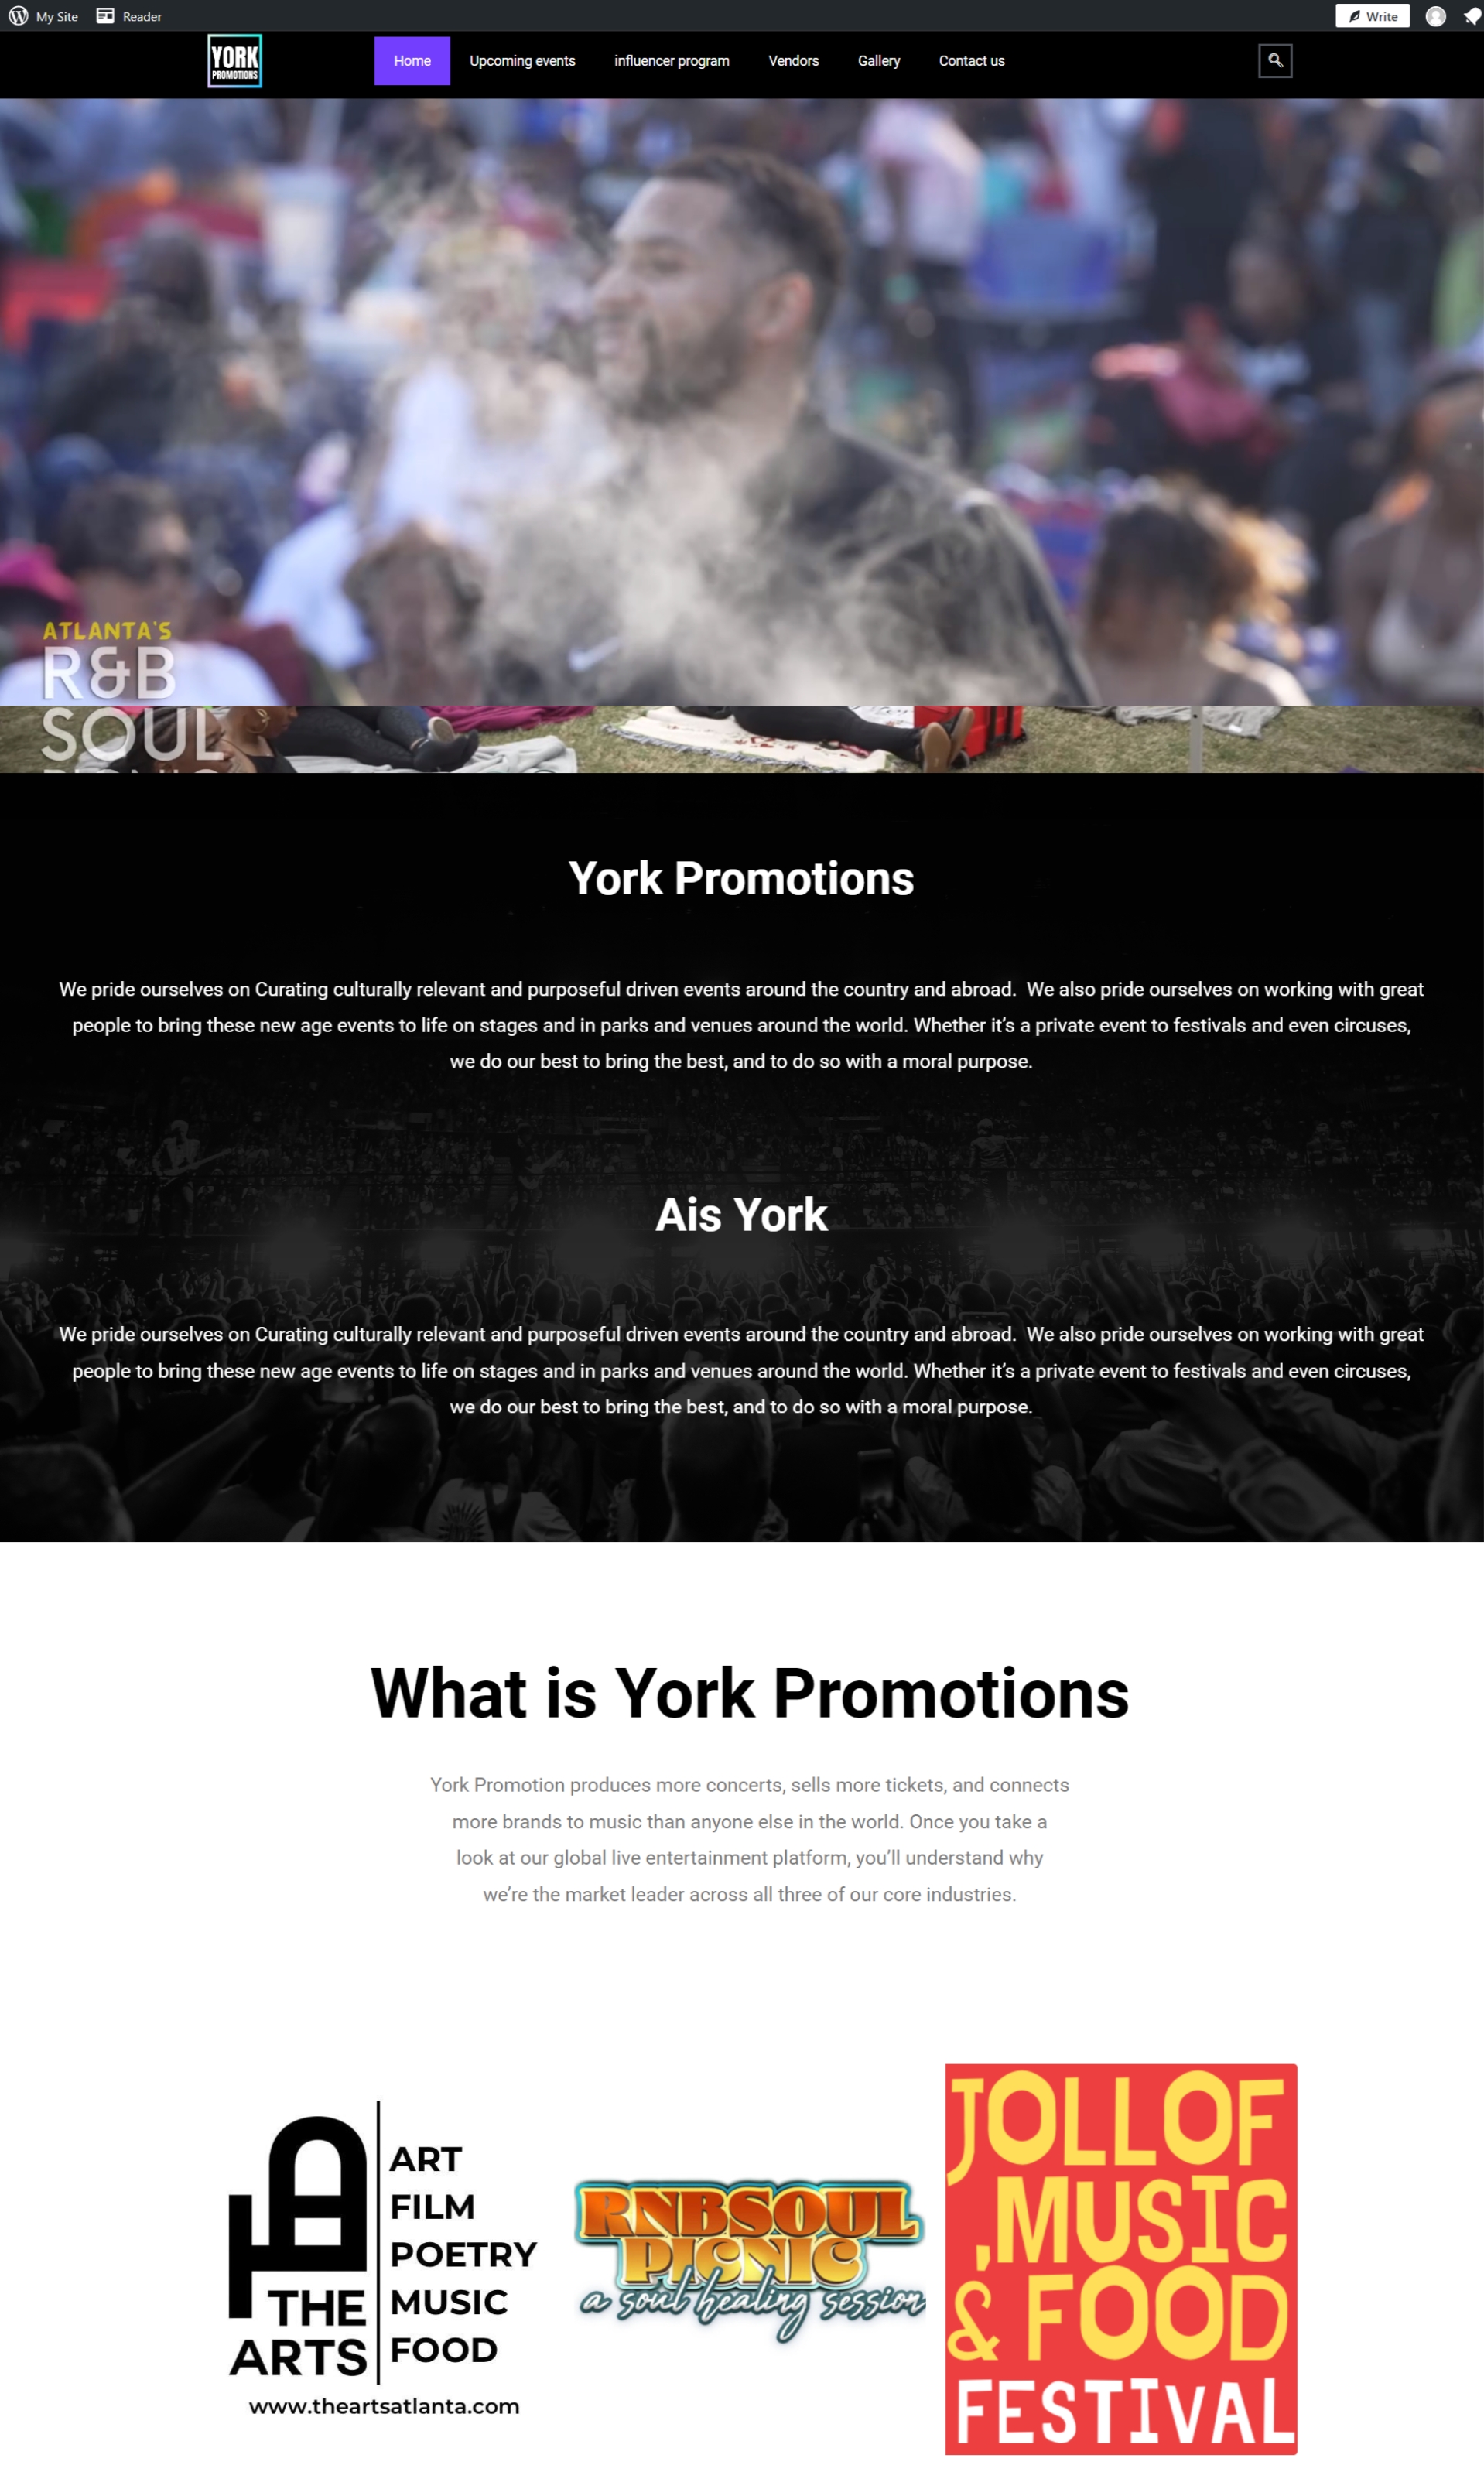 My Site Reader Write
YORK
PROMOTIONS
Home Upcoming events influencer program Vendors Gallery Contact us
ATLANTA'S
R&B
SOUL
York Promotions
We pride ourselves on Curating culturally relevant and purposeful driven events around the country and abroad.  We also pride ourselves on working with great
people to bring these new age events to life on stages and in parks and venues around the world. Whether it's a private event to festivals and even circuses,
we do our best to bring the best, and to do so with a moral purpose.
Ais York
We pride ourselves on Curating culturally relevant and purposeful driven events around the country and abroad.  We also pride ourselves on working with great
people to bring these new age events to life on stages and in parks and venues around the world. Whether it's a private event to festivals and even circuses,
we do our best to bring the best, and to do so with a moral purpose.
What is York Promotions
York Promotion produces more concerts, sells more tickets, and connects
more brands to music than anyone else in the world. Once you take a
look at our global live entertainment platform, you'll understand why
we're the market leader across all three of our core industries.
TA
THE
ARTS
ART
FILM
POETRY
MUSIC
FOOD
www.theartsatlanta.com
RNBSOUL
PICNIC
a soul healing session
JOLLOF
,MUSIC
& FOOD
FESTIVAL